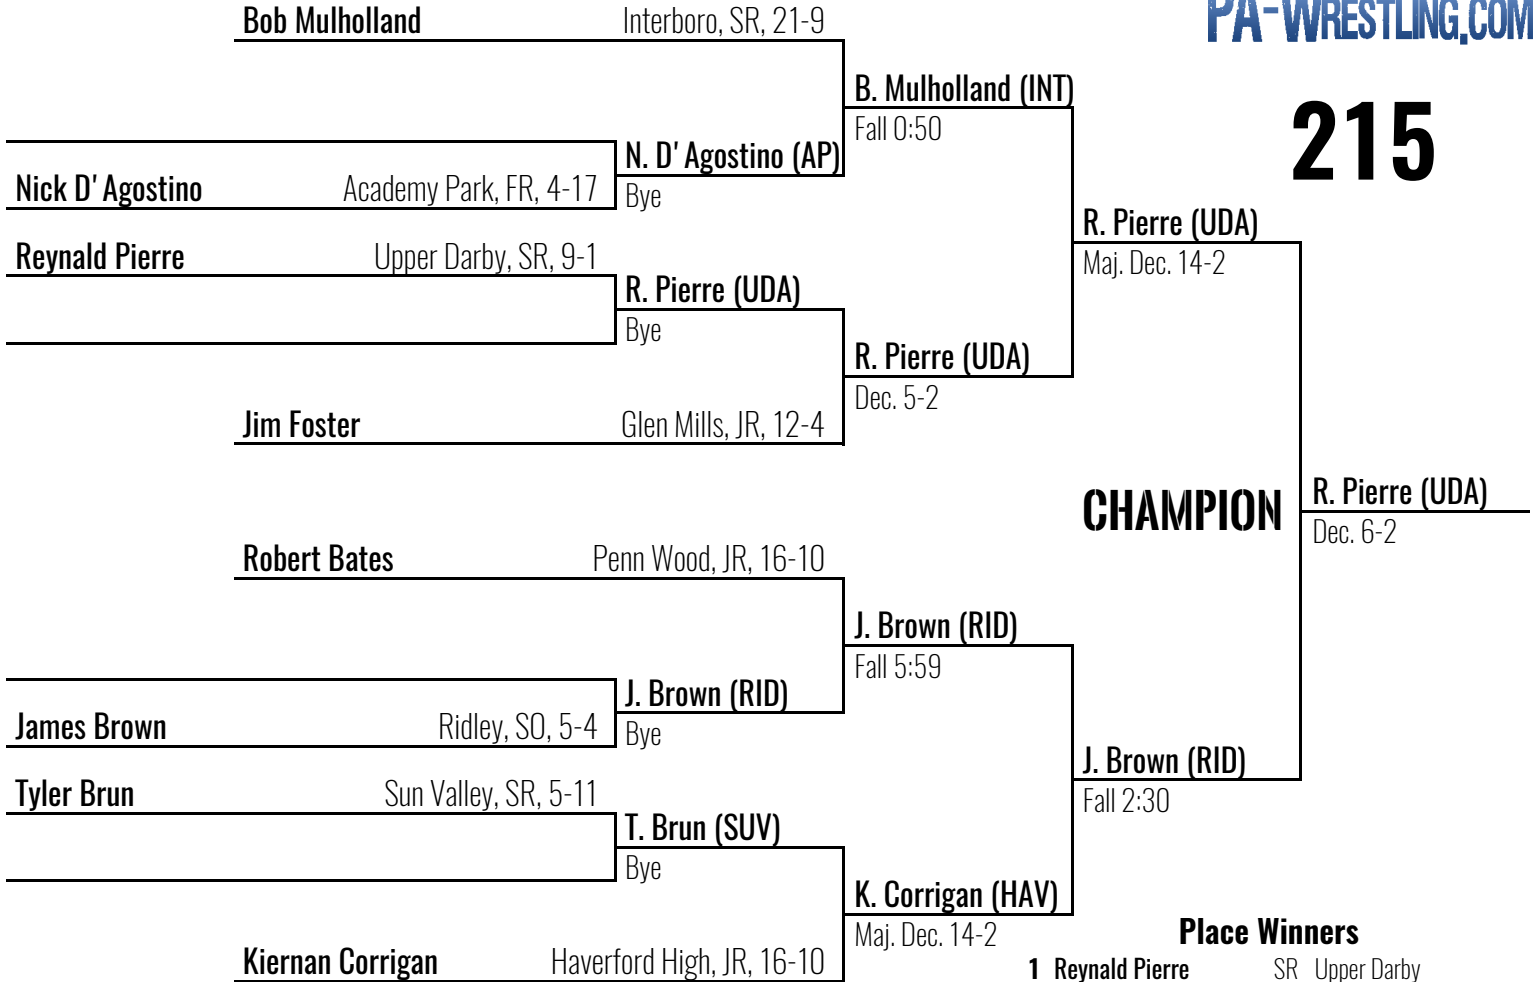 PA-WRESTLING.COM
215
Bob Mulholland Interboro, SR, 21-9
B. Mulholland (INT)
Fall 0:50
N. D'Agostino (AP)
Bye
Nick D'Agostino Academy Park, FR, 4-17
R. Pierre (UDA)
Maj. Dec. 14-2
Reynald Pierre Upper Darby, SR, 9-1
R. Pierre (UDA)
Bye
R. Pierre (UDA)
Dec. 5-2
Jim Foster Glen Mills, JR, 12-4
CHAMPION
R. Pierre (UDA)
Dec. 6-2
Robert Bates Penn Wood, JR, 16-10
J. Brown (RID)
Fall 5:59
J. Brown (RID)
Bye
James Brown Ridley, SO, 5-4
J. Brown (RID)
Fall 2:30
Tyler Brun Sun Valley, SR, 5-11
T. Brun (SUV)
Bye
K. Corrigan (HAV)
Maj. Dec. 14-2
Kiernan Corrigan Haverford High, JR, 16-10
Place Winners
1 Reynald Pierre SR Upper Darby